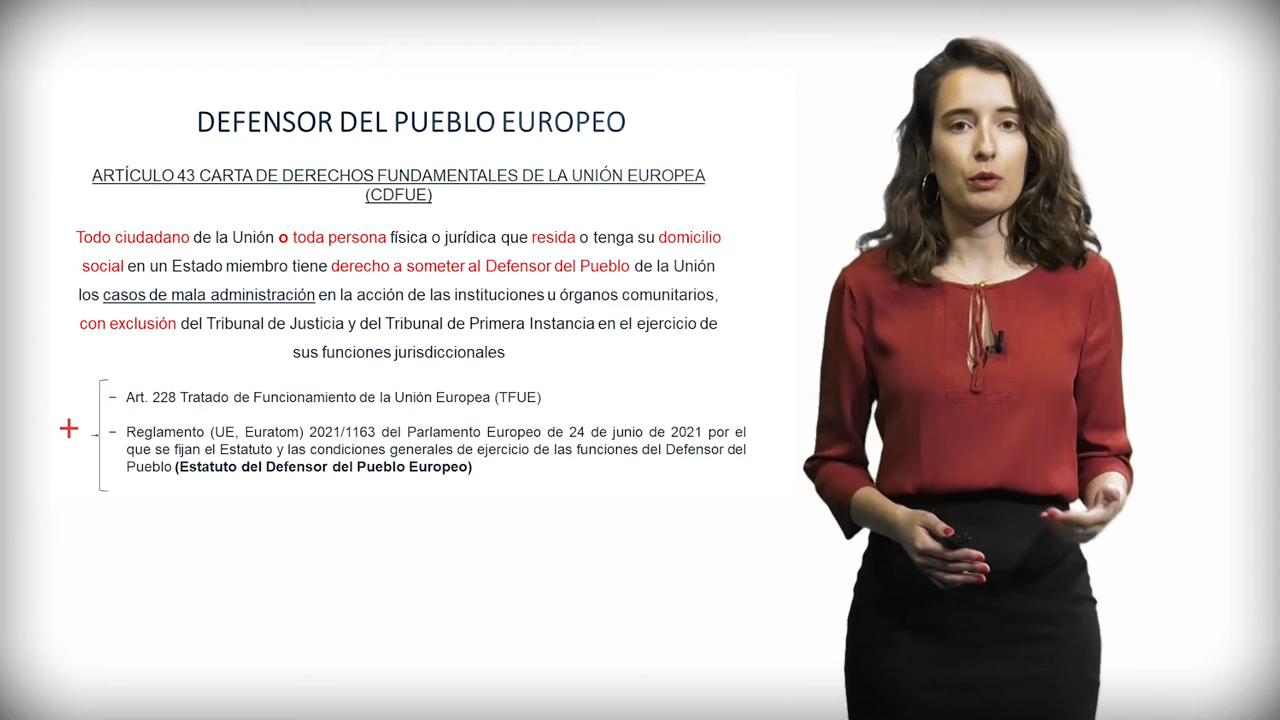 DEFENSOR DEL PUEBLO EUROPEO
ARTÍCULO 43 CARTA DE DERECHOS FUNDAMENTALES DE LA UNIÓN EUROPEA
(CDFUE)
Todo ciudadano de la Unión o toda persona física o jurídica que resida o tenga su domicilio
social en un Estado miembro tiene derecho a someter al Defensor del Pueblo de la Unión
los casos de mala administración en la acción de las instituciones u órganos comunitarios,
con exclusión del Tribunal de Justicia y del Tribunal de Primera Instancia en el ejercicio de
sus funciones jurisdiccionales
+
– Art. 228 Tratado de Funcionamiento de la Unión Europea (TFUE)
– Reglamento (UE, Euratom) 2021/1163 del Parlamento Europeo de 24 de junio de 2021 por el
que se fijan el Estatuto y las condiciones generales de ejercicio de las funciones del Defensor del
Pueblo (Estatuto del Defensor del Pueblo Europeo)